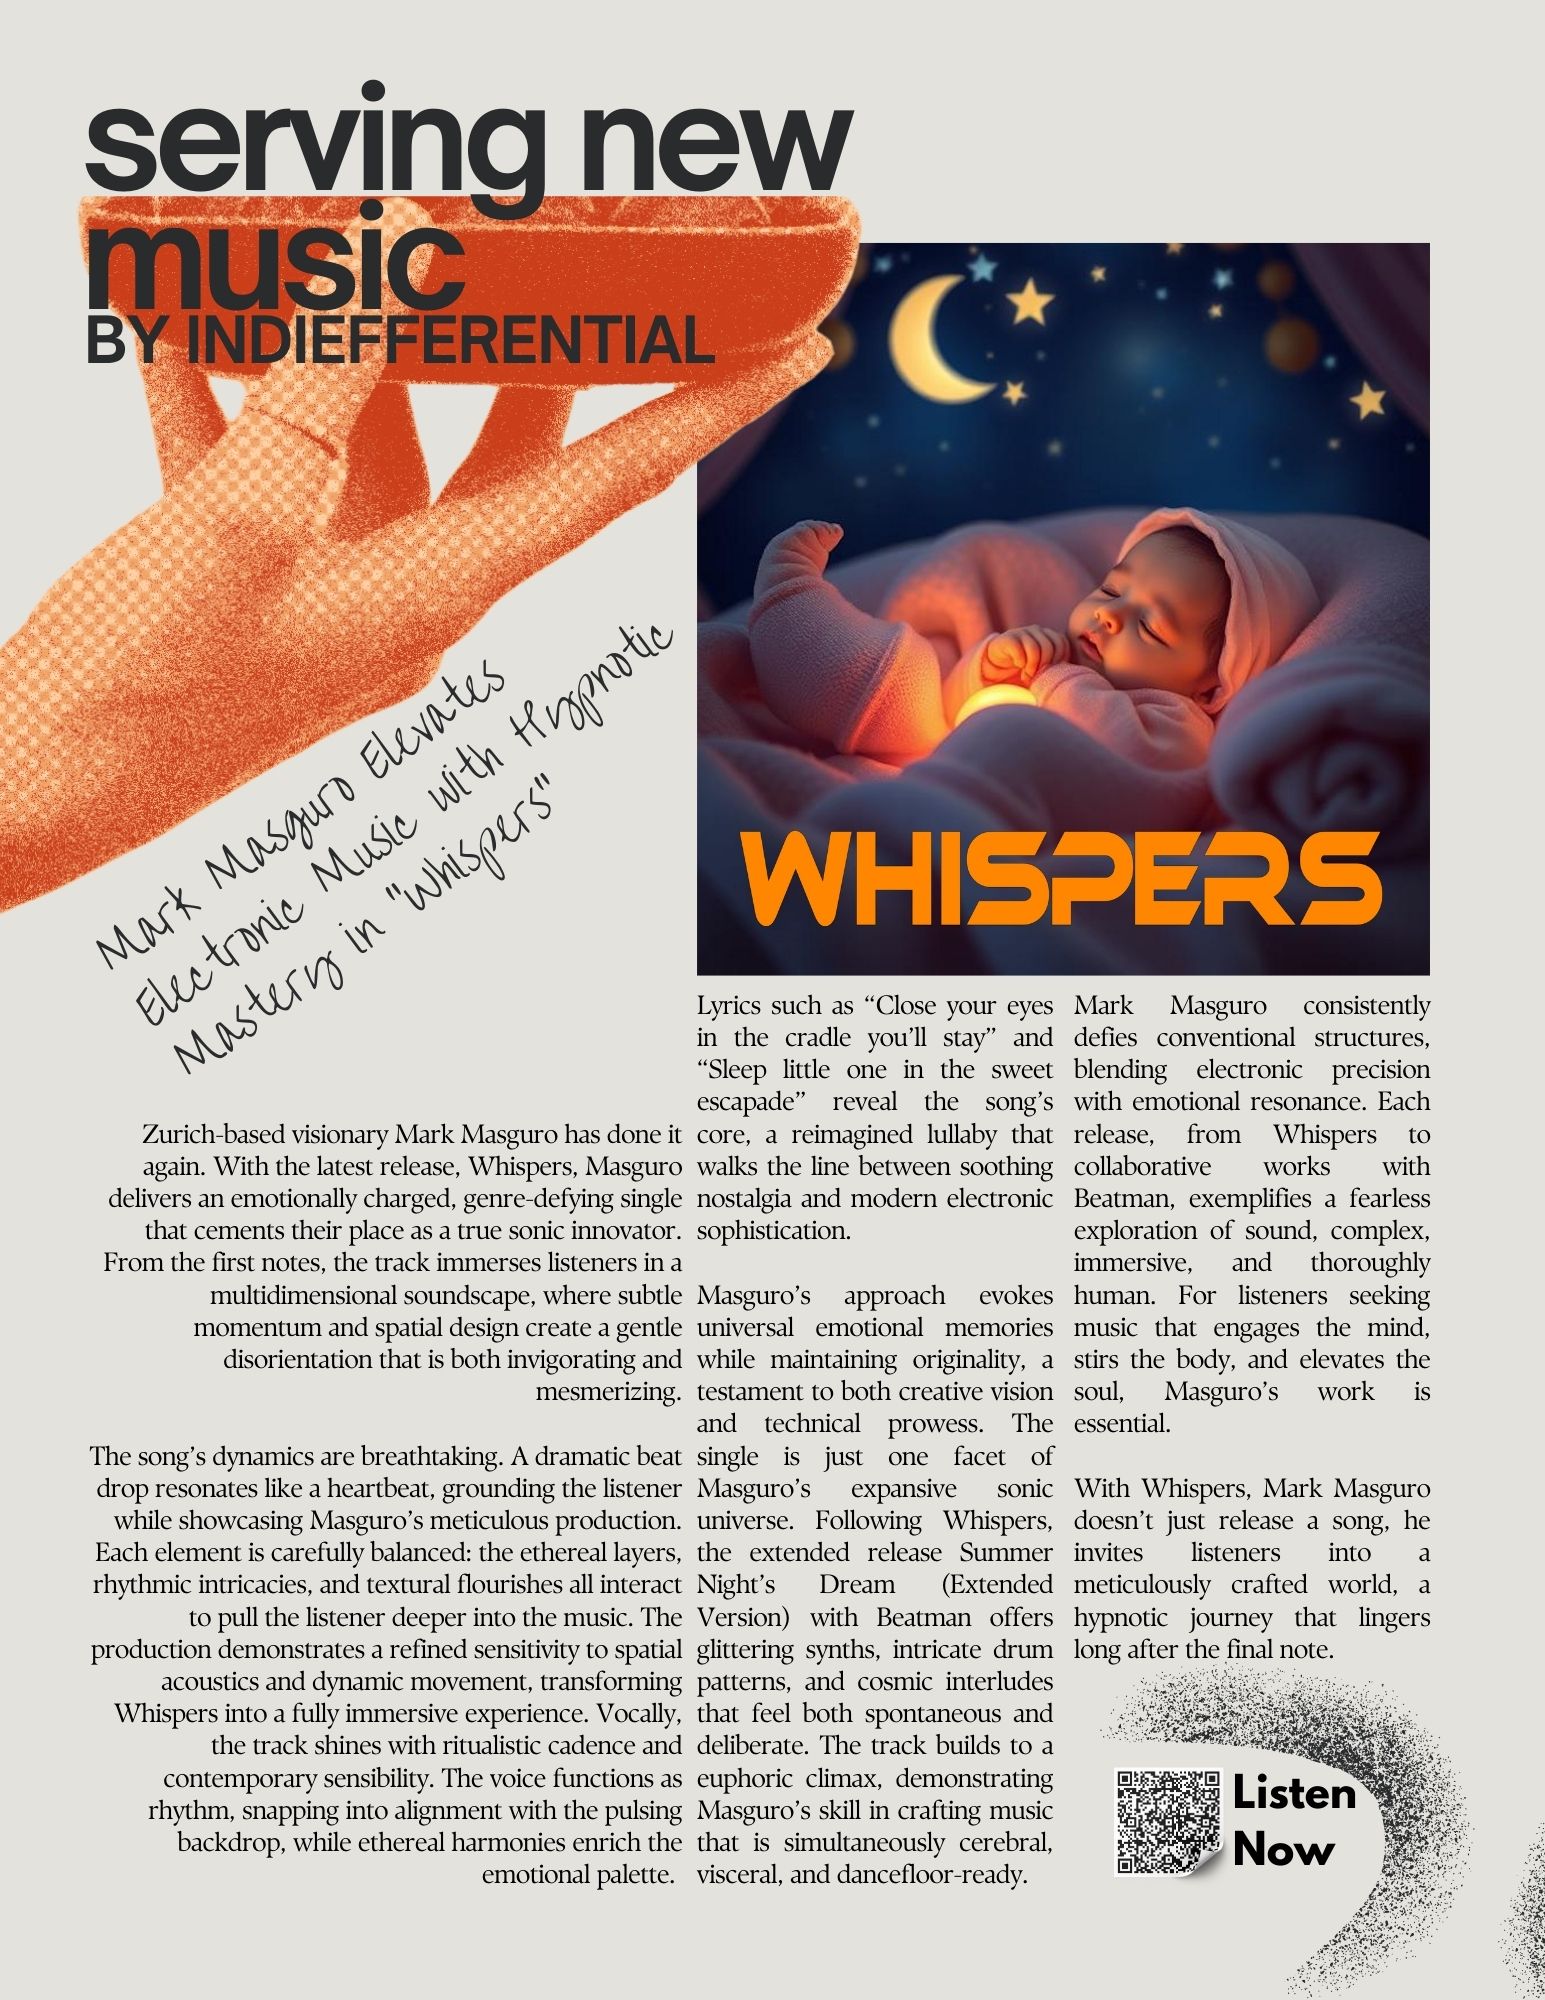 serving new
music
BY INDIEFFERENTIAL
Mark Masguro Elevates
Electronic Music with Hypnotic
Mastery in "Whispers"
WHISPERS
Zurich-based visionary Mark Masguro has done it
again. With the latest release, Whispers, Masguro
delivers an emotionally charged, genre-defying single
that cements their place as a true sonic innovator.
From the first notes, the track immerses listeners in a
multidimensional soundscape, where subtle
momentum and spatial design create a gentle
disorientation that is both invigorating and
mesmerizing.
The song’s dynamics are breathtaking. A dramatic beat
drop resonates like a heartbeat, grounding the listener
while showcasing Masguro’s meticulous production.
Each element is carefully balanced: the ethereal layers,
rhythmic intricacies, and textural flourishes all interact
to pull the listener deeper into the music. The
production demonstrates a refined sensitivity to spatial
acoustics and dynamic movement, transforming
Whispers into a fully immersive experience. Vocally,
the track shines with ritualistic cadence and
contemporary sensibility. The voice functions as
rhythm, snapping into alignment with the pulsing
backdrop, while ethereal harmonies enrich the
emotional palette.
Lyrics such as “Close your eyes
in the cradle you’ll stay” and
“Sleep little one in the sweet
escapade” reveal the song’s
core, a reimagined lullaby that
walks the line between soothing
nostalgia and modern electronic
sophistication.
Masguro’s approach evokes
universal emotional memories
while maintaining originality, a
testament to both creative vision
and technical prowess. The
single is just one facet of
Masguro’s expansive sonic
universe. Following Whispers,
the extended release Summer
Night’s Dream (Extended
Version) with Beatman offers
glittering synths, intricate drum
patterns, and cosmic interludes
that feel both spontaneous and
deliberate. The track builds to a
euphoric climax, demonstrating
Masguro’s skill in crafting music
that is simultaneously cerebral,
visceral, and dancefloor-ready.
Mark Masguro consistently
defies conventional structures,
blending electronic precision
with emotional resonance. Each
release, from Whispers to
collaborative works with
Beatman, exemplifies a fearless
exploration of sound, complex,
immersive, and thoroughly
human. For listeners seeking
music that engages the mind,
stirs the body, and elevates the
soul, Masguro’s work is
essential.
With Whispers, Mark Masguro
doesn’t just release a song, he
invites listeners into a
meticulously crafted world, a
hypnotic journey that lingers
long after the final note.
Listen
Now